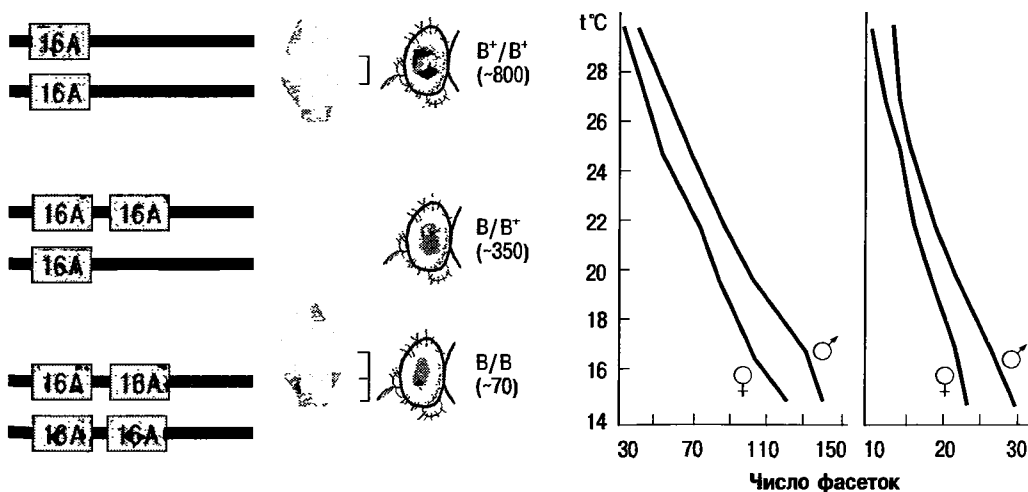 16A
16A
B⁺/B⁺
(~800)
16A 16A
16A
B/B⁺
(~350)
16A 16A
16A 16A
B/B
(~70)
t°C
28
26
24
22
20
18
16
14
♀ ♂
♀ ♂
30 70 110 150
10 20 30
Число фасеток